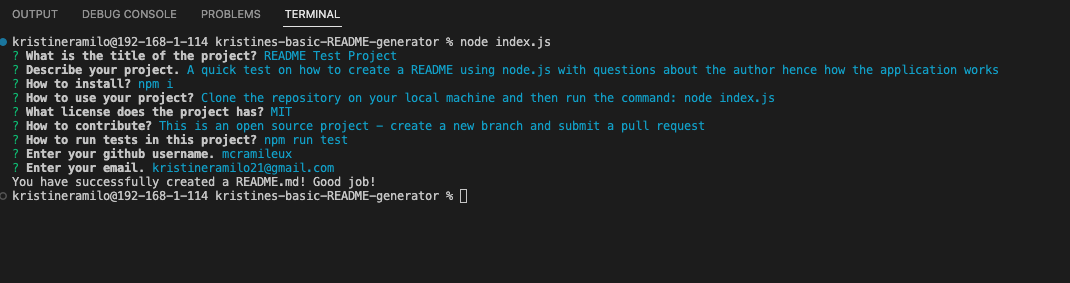 OUTPUT DEBUG CONSOLE PROBLEMS TERMINAL
kristineramilo@192-168-1-114 kristines-basic-README-generator % node index.js
? What is the title of the project? README Test Project
? Describe your project. A quick test on how to create a README using node.js with questions about the author hence how the application works
? How to install? npm i
? How to use your project? Clone the repository on your local machine and then run the command: node index.js
? What license does the project has? MIT
? How to contribute? This is an open source project - create a new branch and submit a pull request
? How to run tests in this project? npm run test
? Enter your github username. mcramileux
? Enter your email. kristineramilo21@gmail.com
You have successfully created a README.md! Good job!
kristineramilo@192-168-1-114 kristines-basic-README-generator %